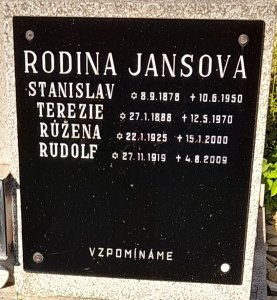 RODINA JANSOVA
STANISLAV ✡ 8.9.1878 + 10.6.1950
TEREZIE ✡ 27.1.1888 + 12.5.1970
RŮŽENA ✡ 22.1.1925 + 15.1.2000
RUDOLF ✡ 27.11.1919 + 4.8.2009
VZPOMÍNÁME